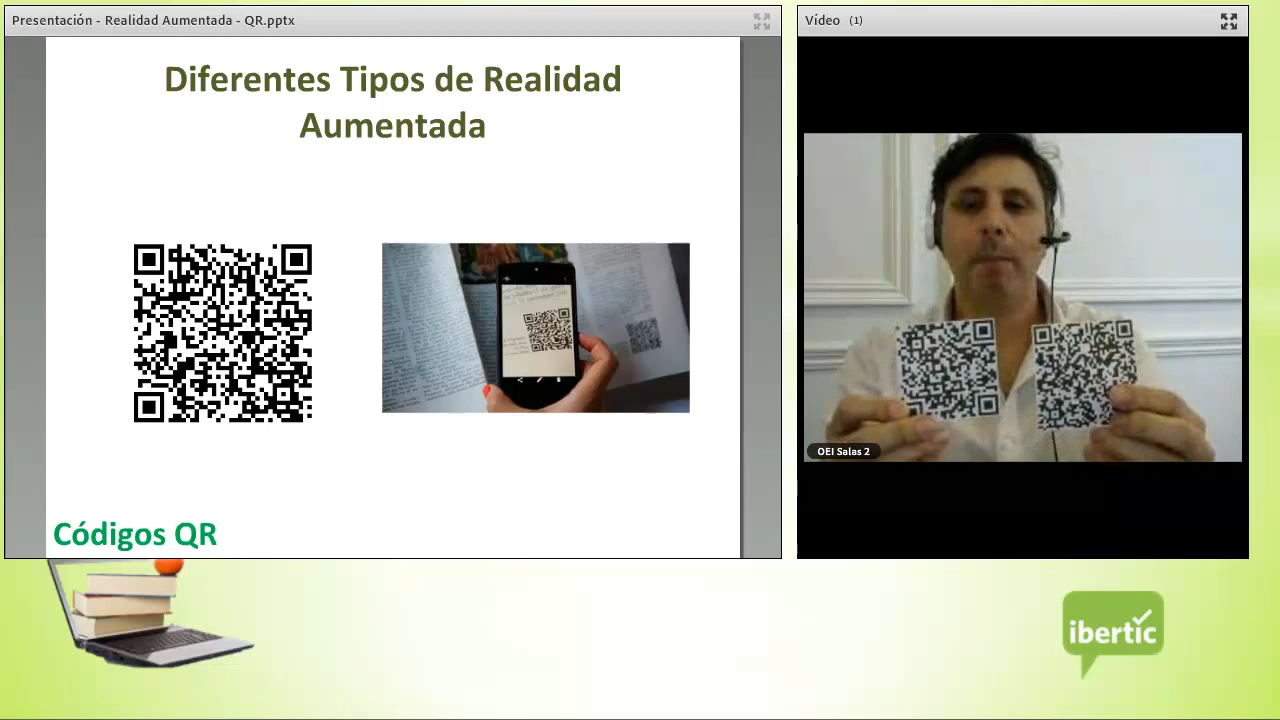 Presentación - Realidad Aumentada - QR.pptx
Vídeo (1)
Diferentes Tipos de Realidad
Aumentada
OEI Salas 2
Códigos QR
ibertic